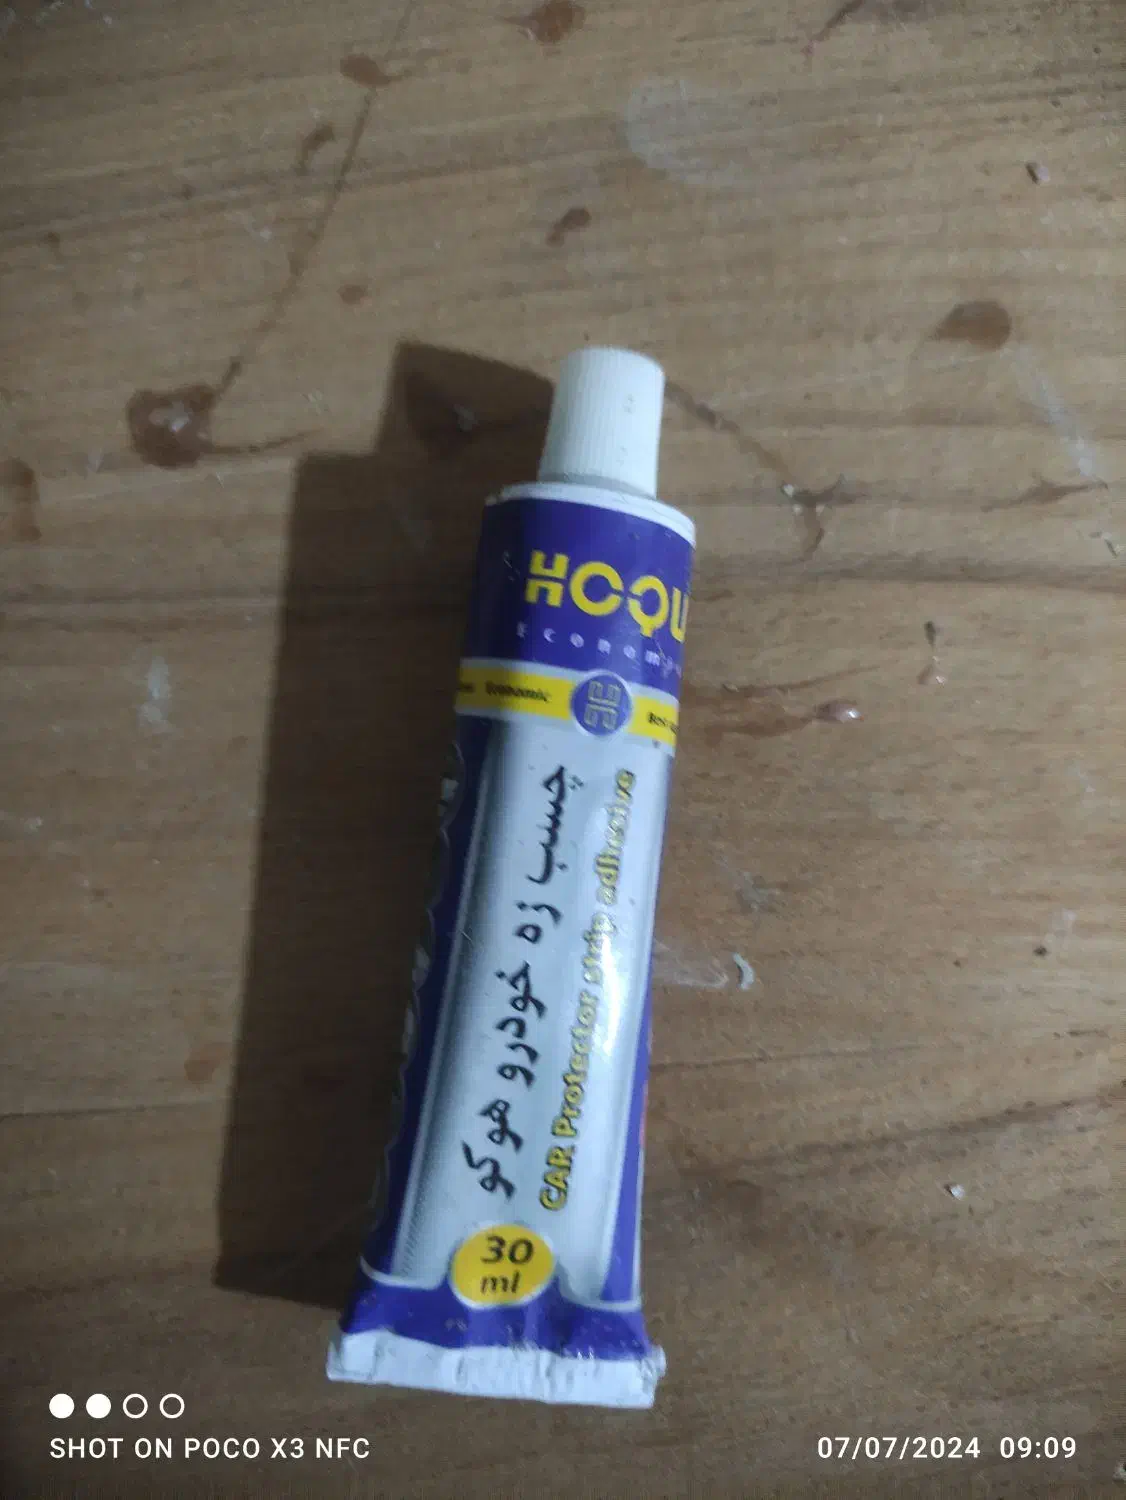 HOQU
Economic
Economic
چسب زه خودرو هوکو
CAR Protector strip adhesive
30
ml
SHOT ON POCO X3 NFC
07/07/2024 09:09